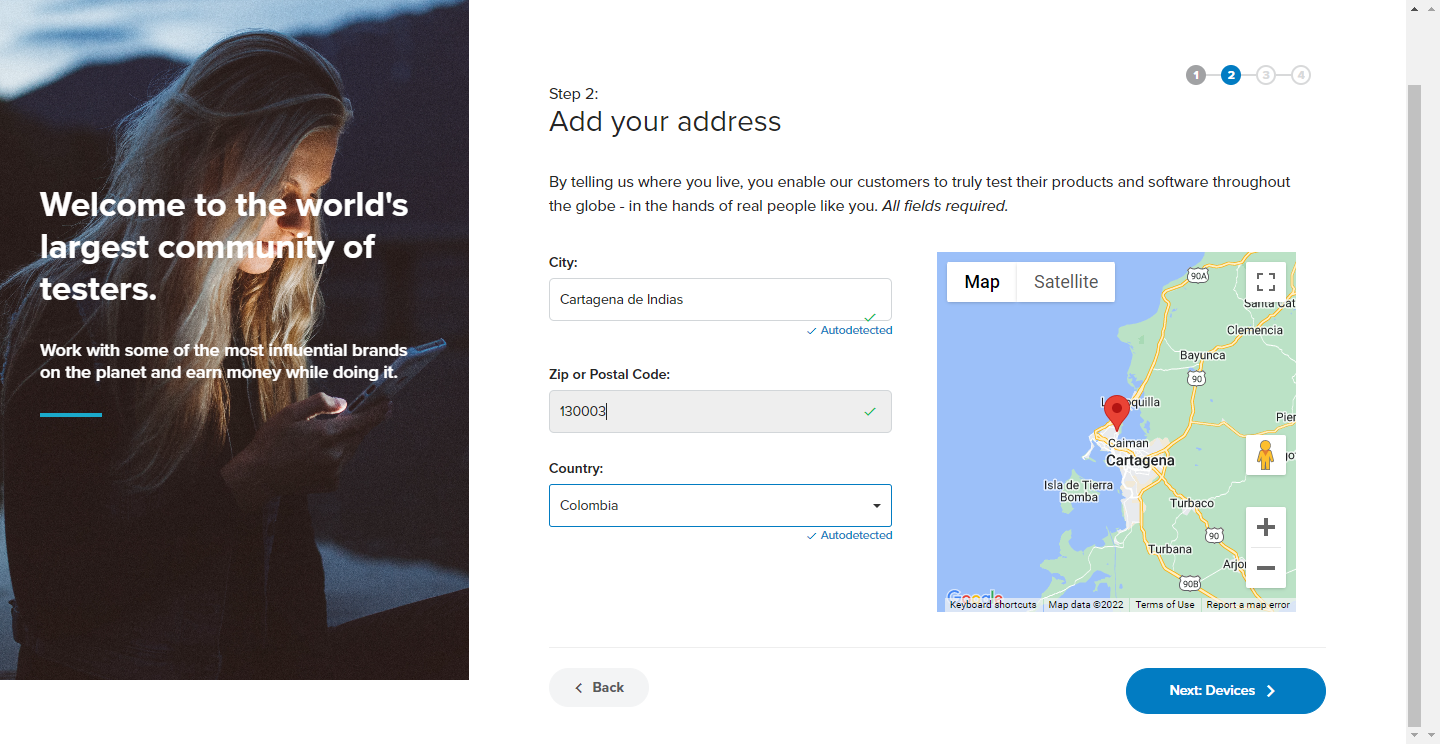 Welcome to the world's
largest community of
testers.
Work with some of the most influential brands
on the planet and earn money while doing it.
1 2 3 4
Step 2:
Add your address
By telling us where you live, you enable our customers to truly test their products and software throughout
the globe - in the hands of real people like you. All fields required.
City:
Cartagena de Indias
Autodetected
Zip or Postal Code:
130003
Country:
Colombia
Autodetected
Map Satellite
90A
Santa Cat
Clemencia
Bayunca
90
Caiman
Cartagena
Isla de Tierra
Bomba
Turbaco
90
Turbana
90B
Google
Keyboard shortcuts Map data ©2022 Terms of Use Report a map error
Back
Next: Devices